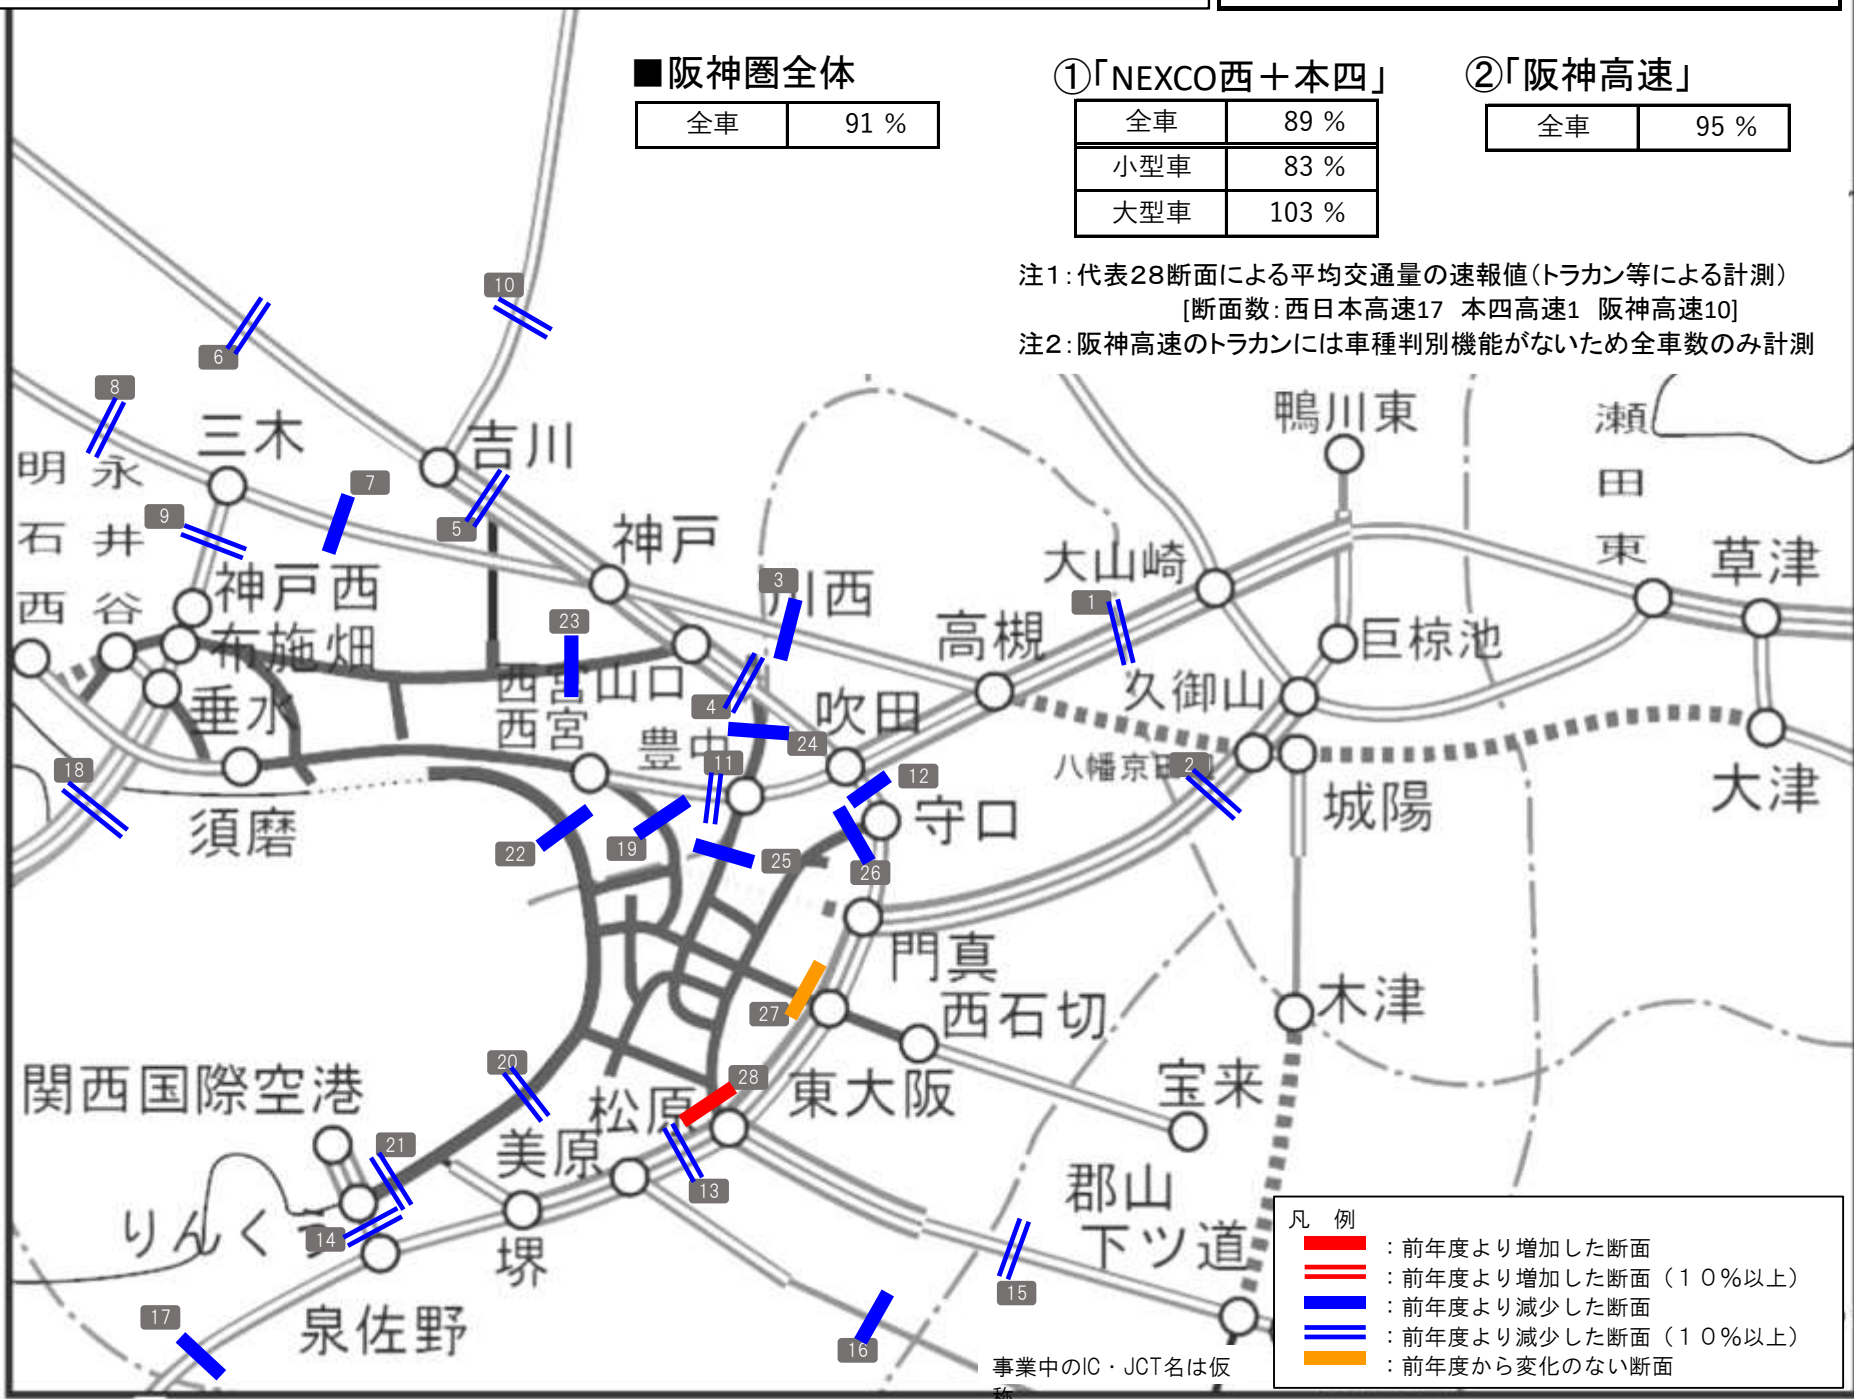 ■阪神圏全体
全車 91 %
①「NEXCO西＋本四」
全車 89 %
小型車 83 %
大型車 103 %
②「阪神高速」
全車 95 %
注1：代表28断面による平均交通量の速報値（トラカン等による計測）
[断面数：西日本高速17 本四高速1 阪神高速10]
注2：阪神高速のトラカンには車種判別機能がないため全車数のみ計測
10
6
8
三木
吉川
鴨川東
瀬田東
明石西
永井谷
7
9
5
神戸
大山崎
草津
神戸西
3
川西
1
布施畑
23
高槻
巨椋池
西宮山口
久御山
垂水
4
西宮
吹田
豊中
24
18
11
12
八幡京田辺
2
大津
須磨
守口
城陽
22
19
25
26
門真
27
西石切
木津
関西国際空港
20
28
松原
東大阪
宝来
21
美原
13
郡山下ツ道
りんくう
14
堺
15
17
泉佐野
16
事業中のIC・JCT名は仮
称
凡 例
：前年度より増加した断面
：前年度より増加した断面（１０％以上）
：前年度より減少した断面
：前年度より減少した断面（１０％以上）
：前年度から変化のない断面